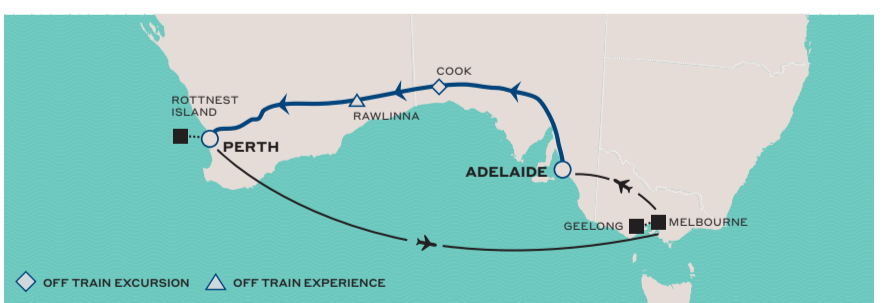 COOK
ROTTNEST
ISLAND
RAWLINNA
PERTH
ADELAIDE
GEELONG
MELBOURNE
OFF TRAIN EXCURSION
OFF TRAIN EXPERIENCE